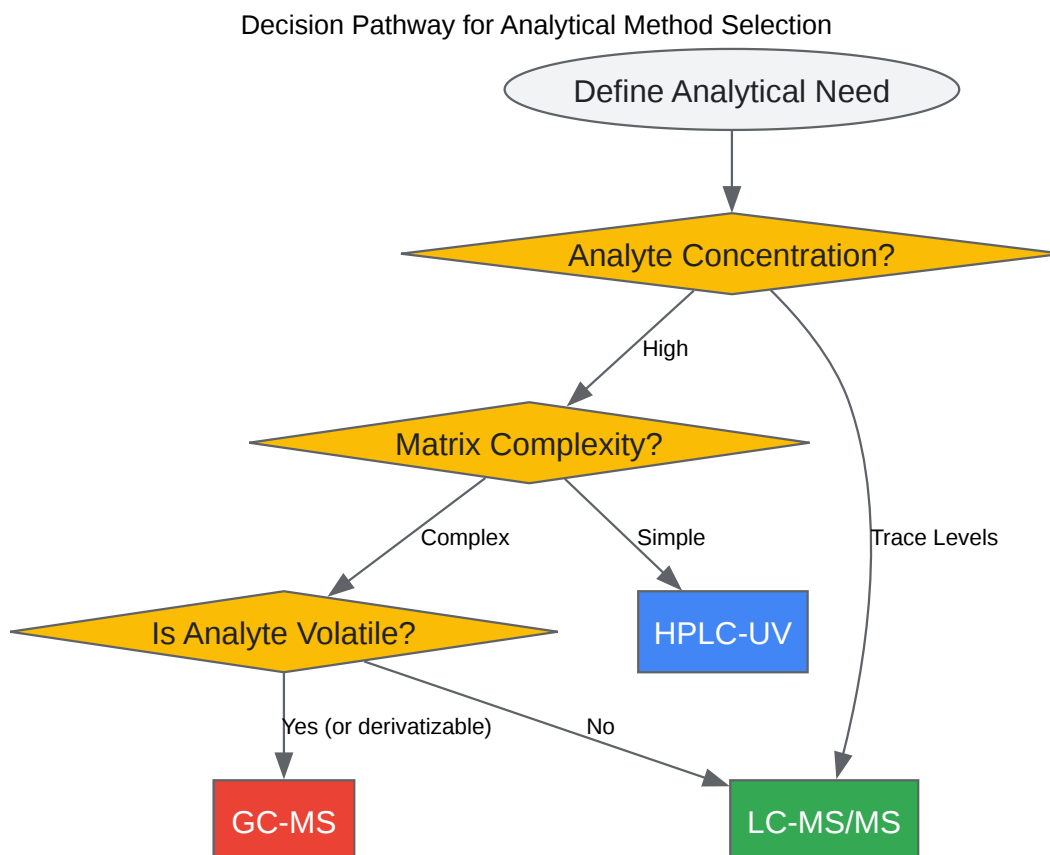 Decision Pathway for Analytical Method Selection
Define Analytical Need
Analyte Concentration?
High
Matrix Complexity?
Complex
Simple
Trace Levels
Is Analyte Volatile?
HPLC-UV
Yes (or derivatizable)
No
GC-MS
LC-MS/MS